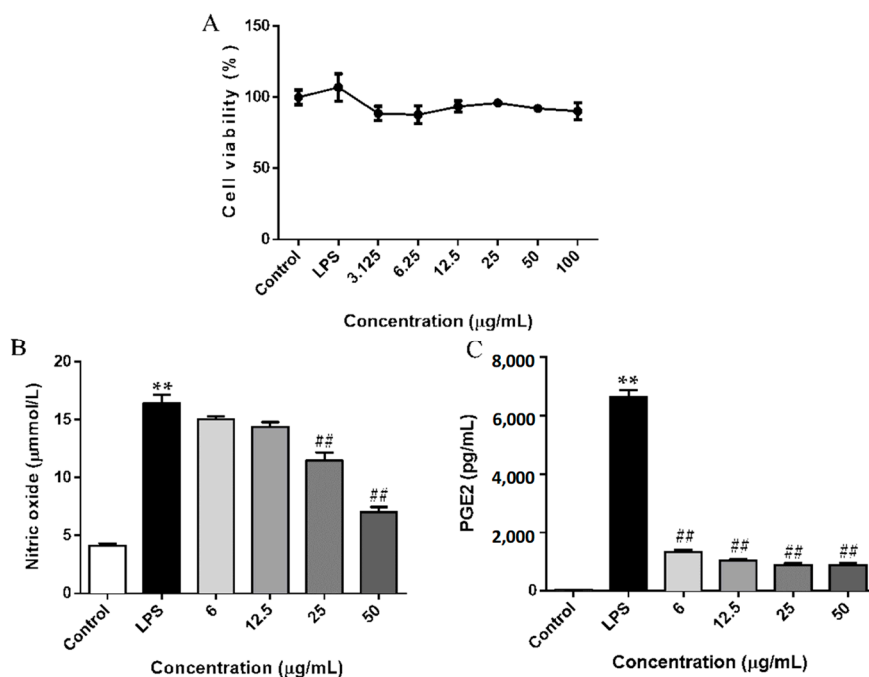 A
Cell viability (%)
150
100
50
0
Control
LPS
3.125
6.25
12.5
25
50
100
Concentration (μg/mL)
B
Nitric oxide (μmmol/L)
20
15
10
5
0
**
##
##
Control
LPS
6
12.5
25
50
Concentration (μg/mL)
C
PGE2 (pg/mL)
8,000
6,000
4,000
2,000
0
**
##
##
##
##
Control
LPS
6
12.5
25
50
Concentration (μg/mL)